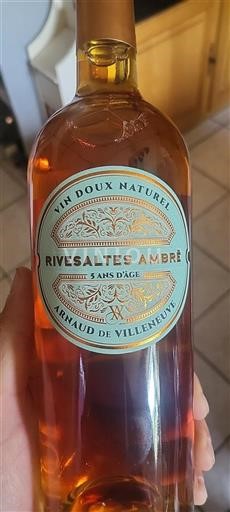 VIN DOUX NATUREL
RIVESALTES AMBRÉ
5 ANS D'ÂGE
ARNAUD DE VILLENEUVE